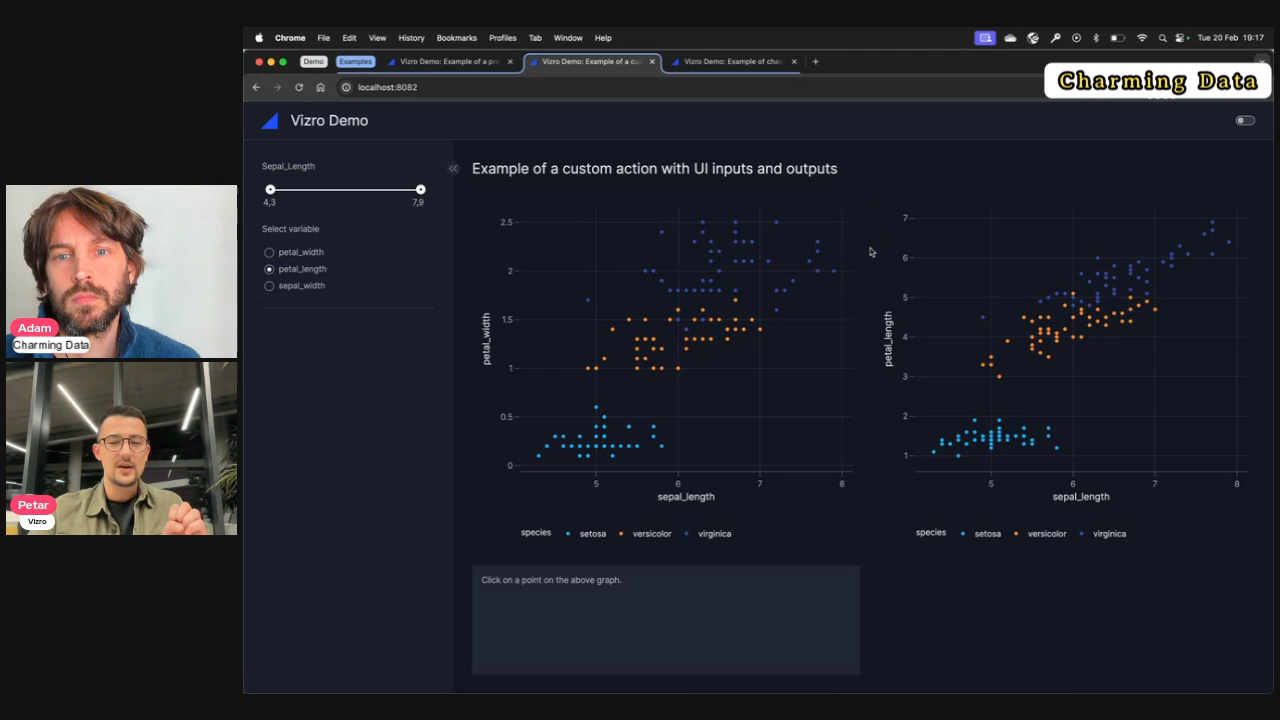 Chrome File Edit View History Bookmarks Profiles Tab Window Help
Tue 20 Feb 19:17
Demo Examples Vizro Demo: Example of a pr Vizro Demo: Example of a cu Vizro Demo: Example of chai
localhost:8082
Charming Data
Vizro Demo
Sepal_Length
4,3 7,9
Select variable
petal_width
petal_length
sepal_width
Example of a custom action with UI inputs and outputs
2.5
2
1.5
1
0.5
0
petal_width
5 6 7 8
sepal_length
species setosa versicolor virginica
7
6
5
4
3
2
1
petal_length
5 6 7 8
sepal_length
species setosa versicolor virginica
Click on a point on the above graph.
Adam
Charming Data
Petar
Vizro